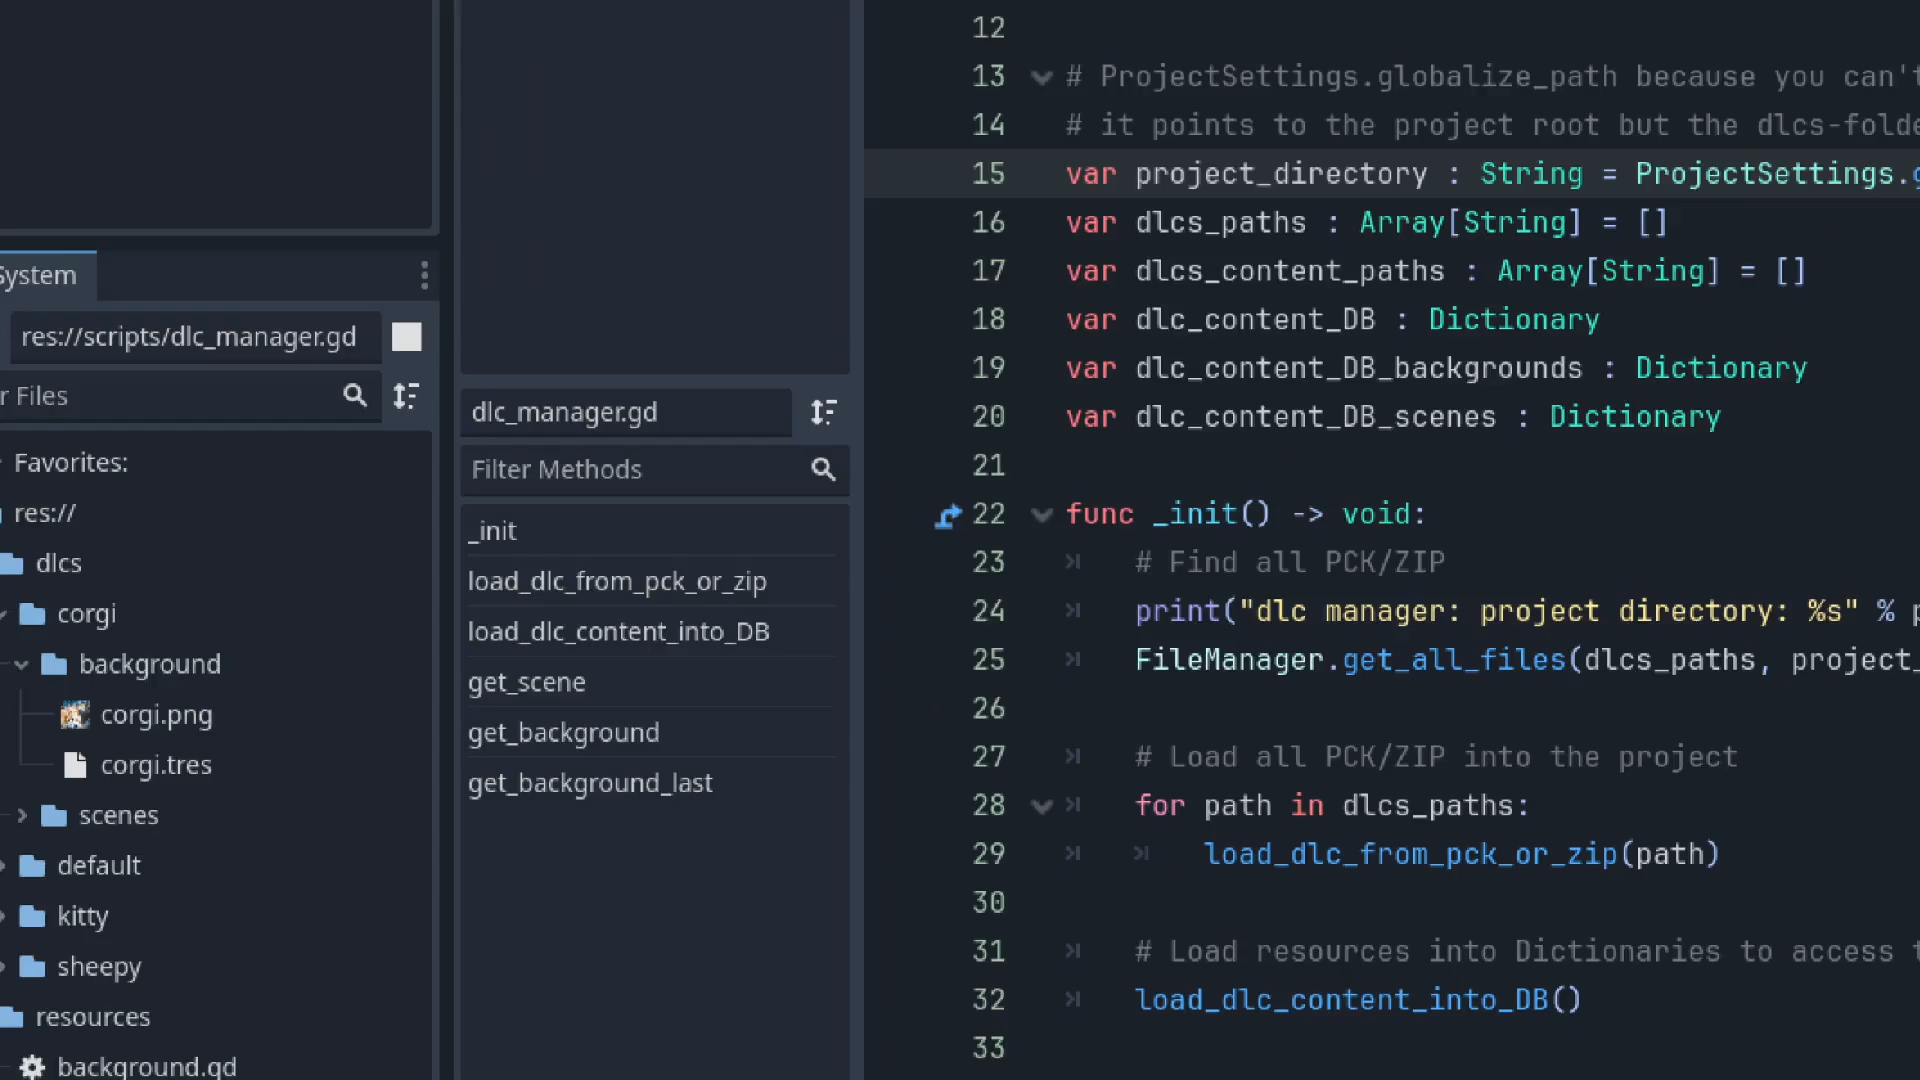 System
res://scripts/dlc_manager.gd
r Files
Favorites:
res://
dlcs
corgi
background
corgi.png
corgi.tres
scenes
default
kitty
sheepy
resources
background.gd
dlc_manager.gd
Filter Methods
_init
load_dlc_from_pck_or_zip
load_dlc_content_into_DB
get_scene
get_background
get_background_last
12
13 # ProjectSettings.globalize_path because you can't
14 # it points to the project root but the dlcs-folde
15 var project_directory : String = ProjectSettings.g
16 var dlcs_paths : Array[String] = []
17 var dlcs_content_paths : Array[String] = []
18 var dlc_content_DB : Dictionary
19 var dlc_content_DB_backgrounds : Dictionary
20 var dlc_content_DB_scenes : Dictionary
21
22 func _init() -> void:
23 # Find all PCK/ZIP
24 print("dlc manager: project directory: %s" % p
25 FileManager.get_all_files(dlcs_paths, project_
26
27 # Load all PCK/ZIP into the project
28 for path in dlcs_paths:
29 load_dlc_from_pck_or_zip(path)
30
31 # Load resources into Dictionaries to access t
32 load_dlc_content_into_DB()
33